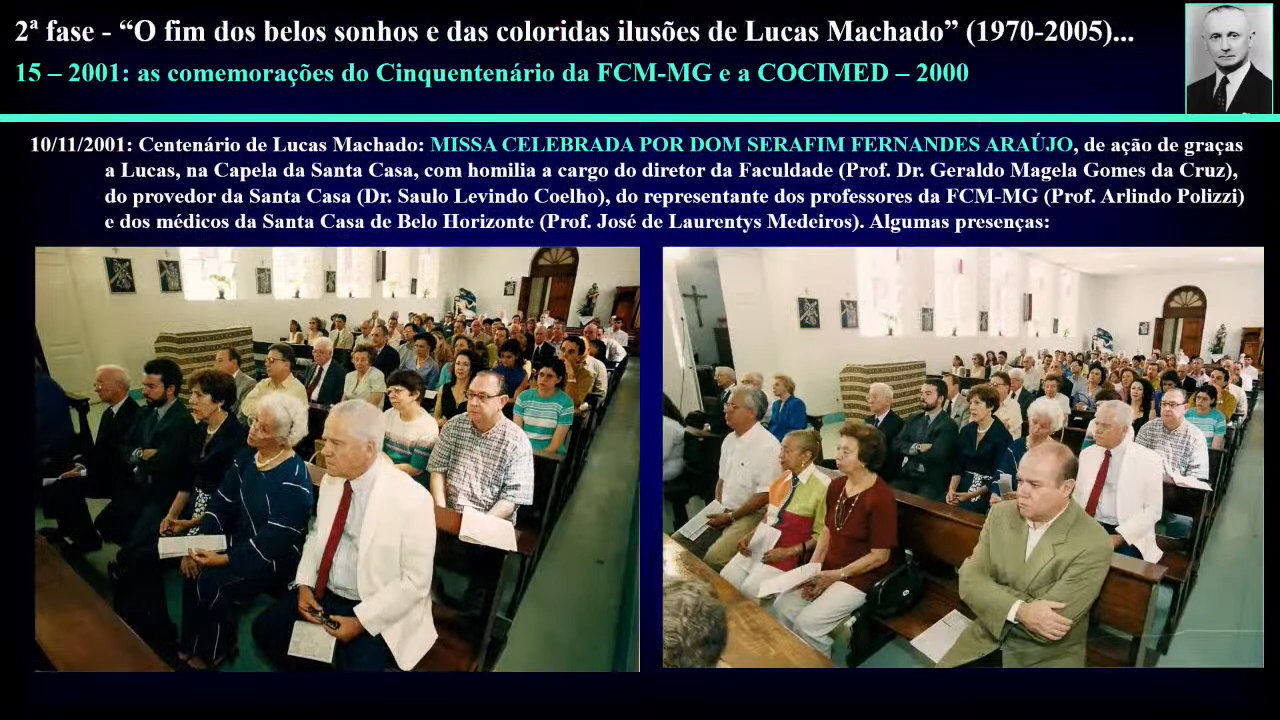 2ª fase - “O fim dos belos sonhos e das coloridas ilusões de Lucas Machado” (1970-2005)...
15 – 2001: as comemorações do Cinquentenário da FCM-MG e a COCIMED – 2000
10/11/2001: Centenário de Lucas Machado: MISSA CELEBRADA POR DOM SERAFIM FERNANDES ARAÚJO, de ação de graças
a Lucas, na Capela da Santa Casa, com homilia a cargo do diretor da Faculdade (Prof. Dr. Geraldo Magela Gomes da Cruz),
do provedor da Santa Casa (Dr. Saulo Levindo Coelho), do representante dos professores da FCM-MG (Prof. Arlindo Polizzi)
e dos médicos da Santa Casa de Belo Horizonte (Prof. José de Laurentys Medeiros). Algumas presenças: